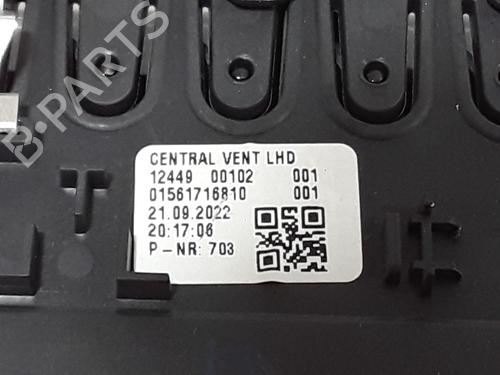 B-PARTS
CENTRAL VENT LHD
12449 00102 001
01561716810 001
21.09.2022
20:17:06
P-NR: 703
T